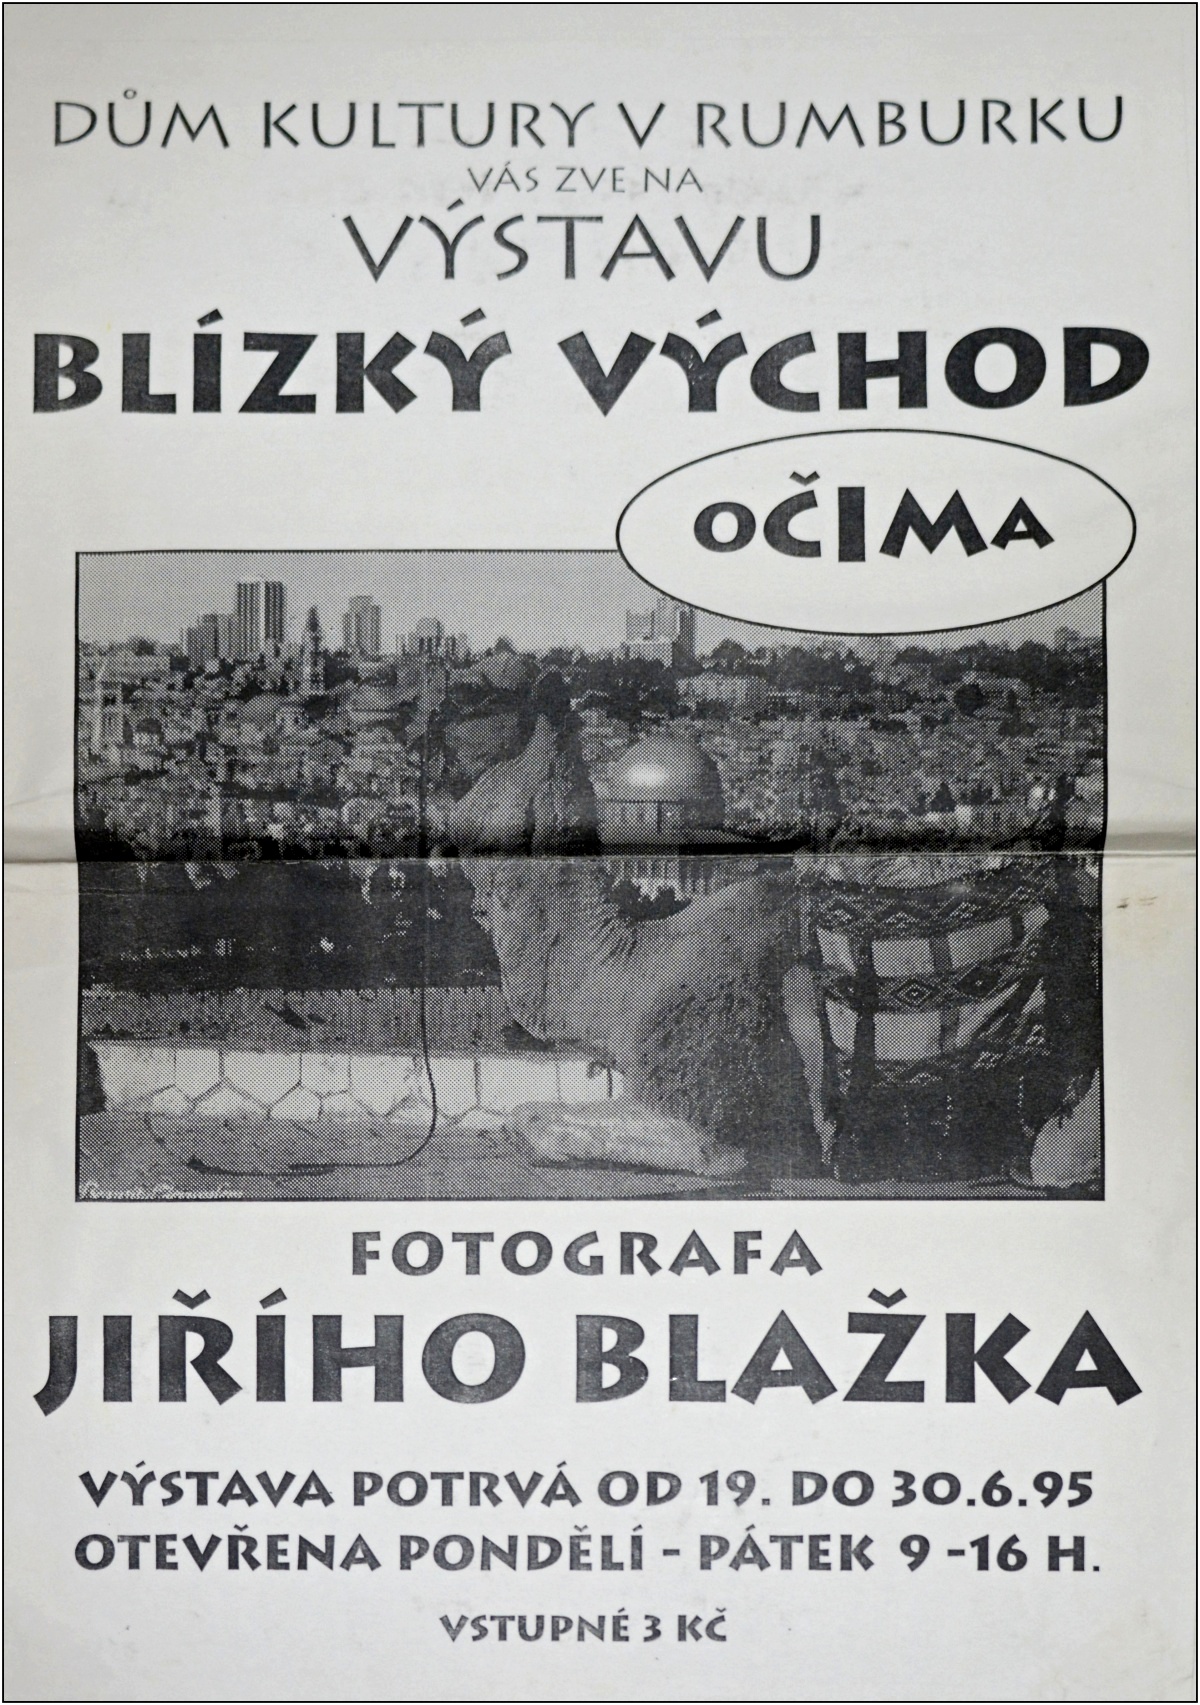 DŮM KULTURY V RUMBURKU
VÁS ZVE NA
VÝSTAVU
BLÍZKÝ VÝCHOD
OČIMA
FOTOGRAFA
JIŘÍHO BLAŽKA
VÝSTAVA POTRVÁ OD 19. DO 30.6.95
OTEVŘENA PONDĚLÍ - PÁTEK 9 -16 H.
VSTUPNÉ 3 KČ